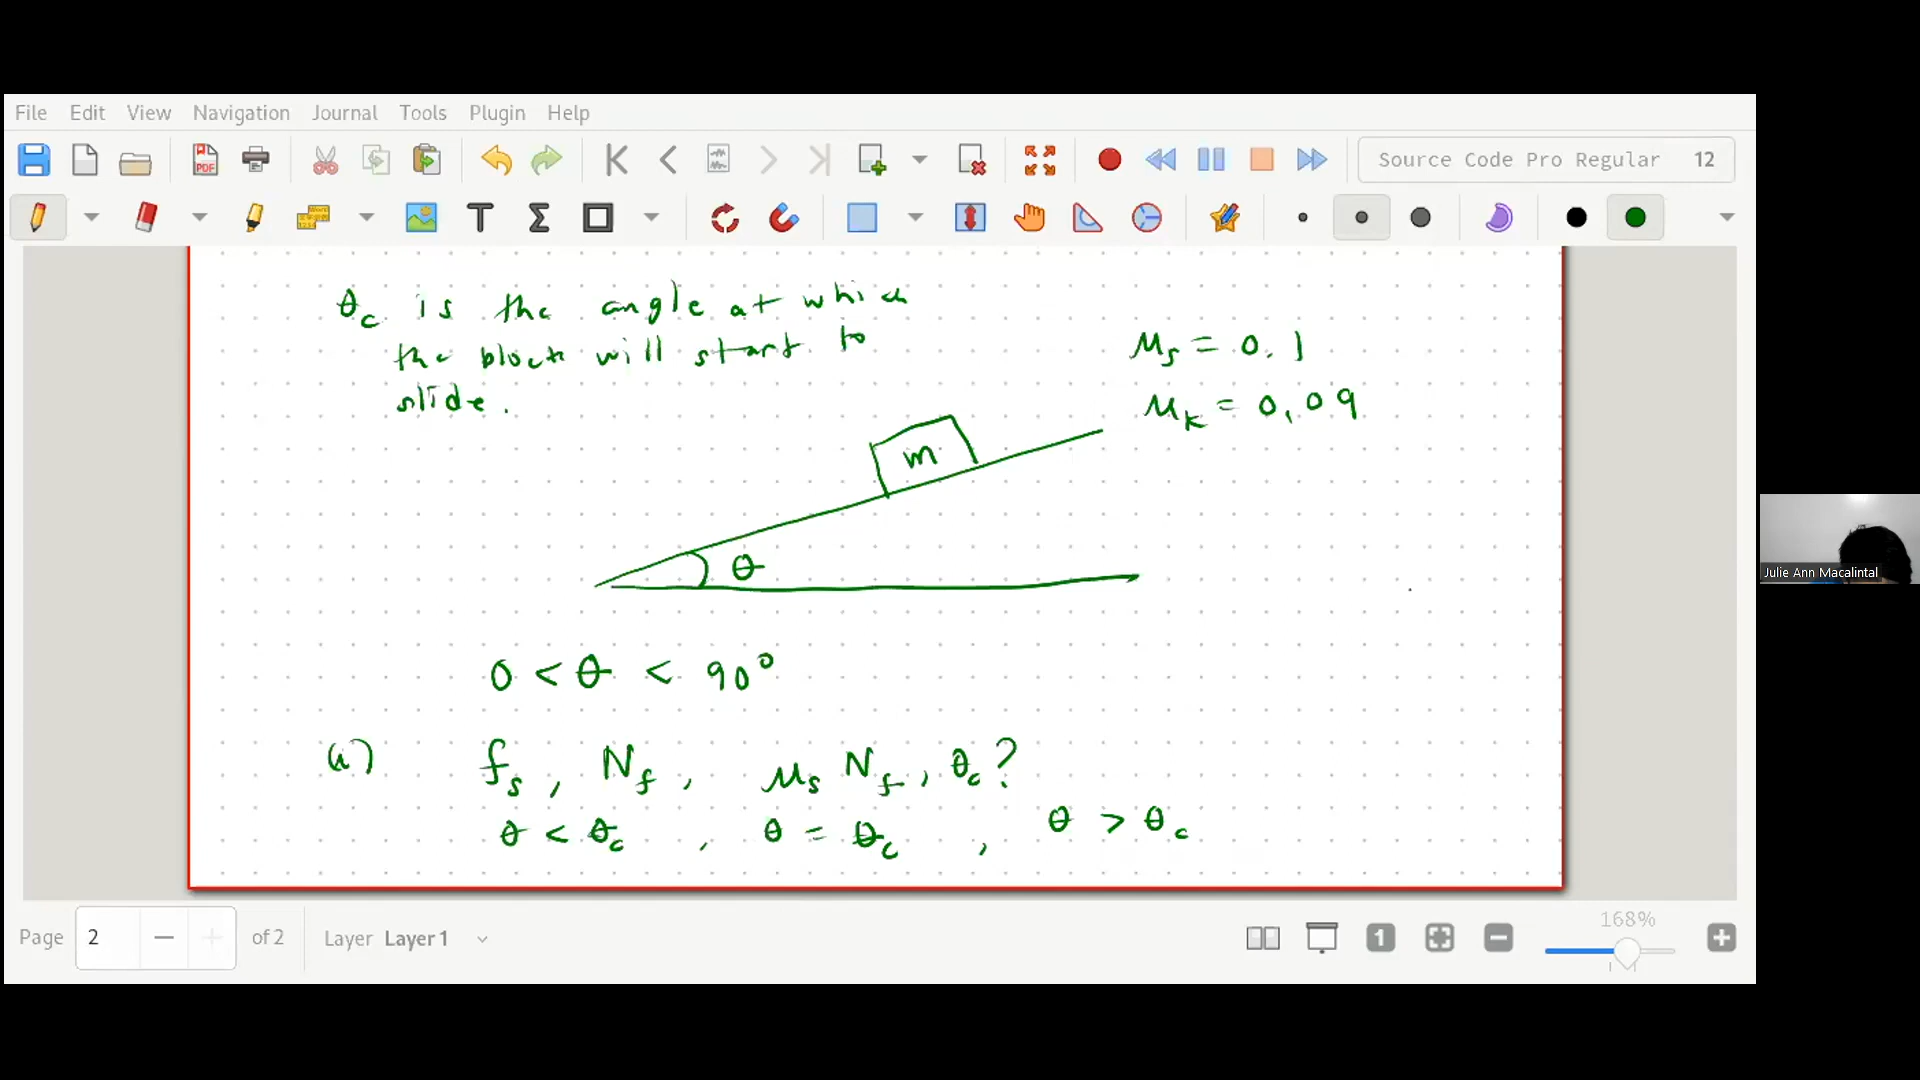 File Edit View Navigation Journal Tools Plugin Help
Source Code Pro Regular 12
θc is the angle at which
the block will start to
slide.
μs = 0.1
μk = 0.09
m
θ
0 < θ < 90°
(a) fs, Nf, μs Nf, θc?
θ < θc, θ = θc, θ > θc
Julie Ann Macalintal
Page 2 of 2 Layer Layer 1 168%